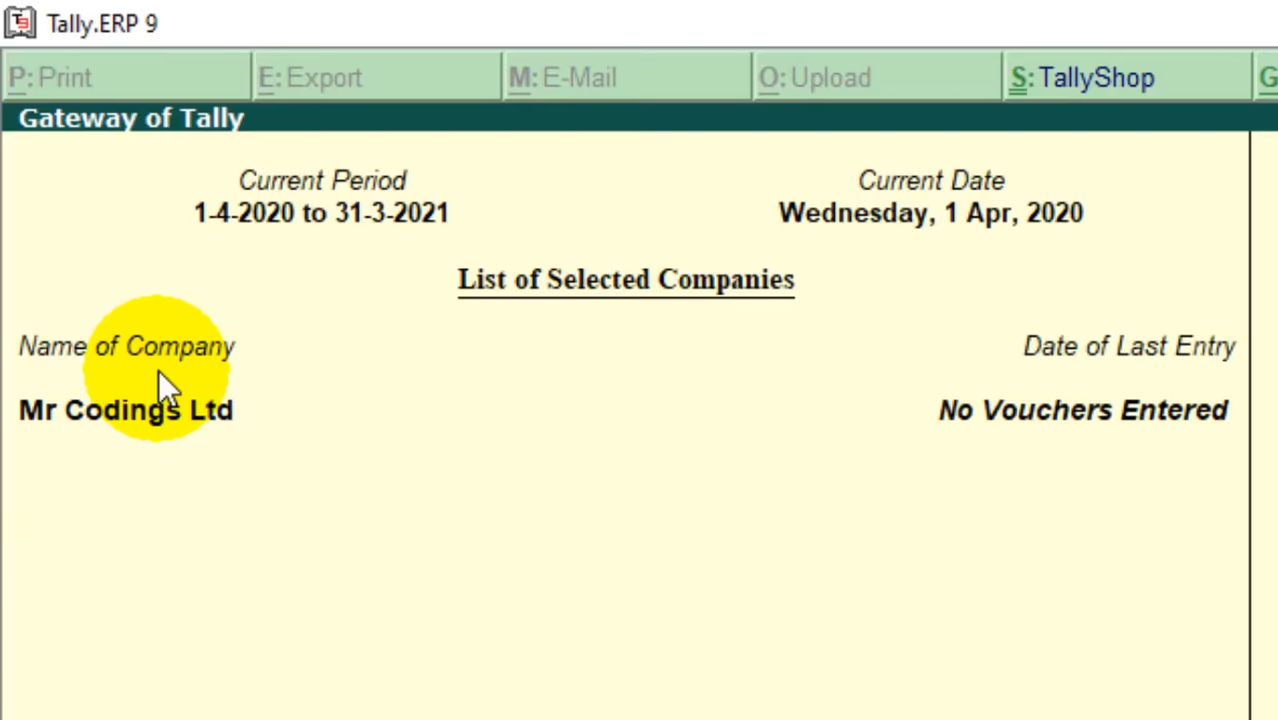 Tally.ERP 9
P: Print E: Export M: E-Mail O: Upload S: TallyShop G
Gateway of Tally
Current Period Current Date
1-4-2020 to 31-3-2021 Wednesday, 1 Apr, 2020
List of Selected Companies
Name of Company Date of Last Entry
Mr Codings Ltd No Vouchers Entered